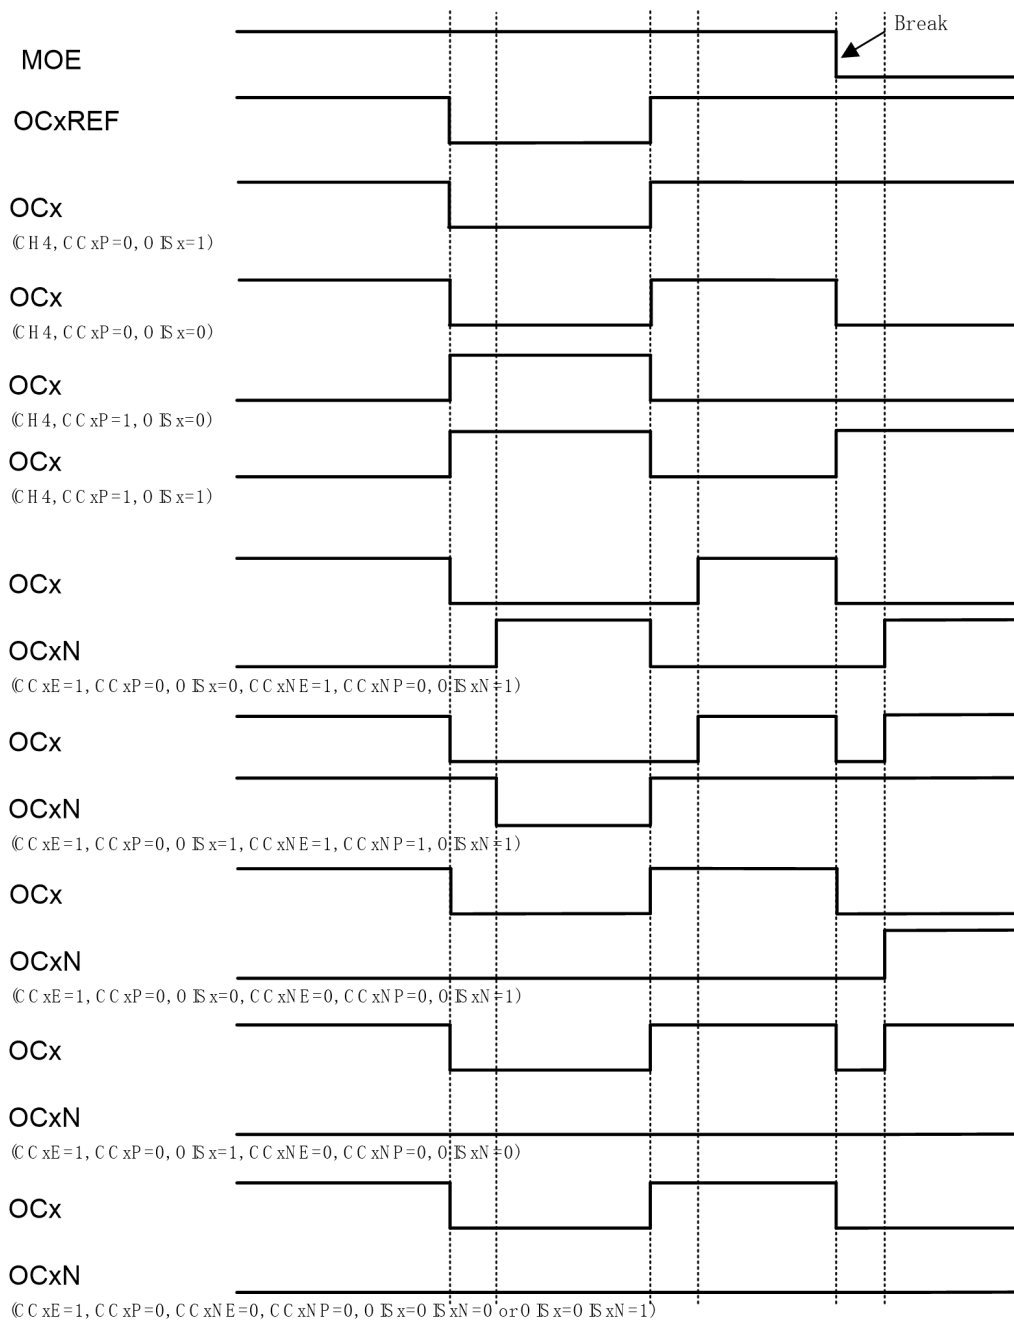 Break
MOE
OCxREF
OCx
(CH4,CCxP=0,OISx=1)
OCx
(CH4,CCxP=0,OISx=0)
OCx
(CH4,CCxP=1,OISx=0)
OCx
(CH4,CCxP=1,OISx=1)
OCx
OCxN
(CCxE=1,CCxP=0,OISx=0,CCxNE=1,CCxNP=0,OISxN=1)
OCx
OCxN
(CCxE=1,CCxP=0,OISx=1,CCxNE=1,CCxNP=1,OISxN=1)
OCx
OCxN
(CCxE=1,CCxP=0,OISx=0,CCxNE=0,CCxNP=0,OISxN=1)
OCx
OCxN
(CCxE=1,CCxP=0,OISx=1,CCxNE=0,CCxNP=0,OISxN=0)
OCx
OCxN
(CCxE=1,CCxP=0,CCxNE=0,CCxNP=0,OISx=OISxN=0 or OISx=OISxN=1)